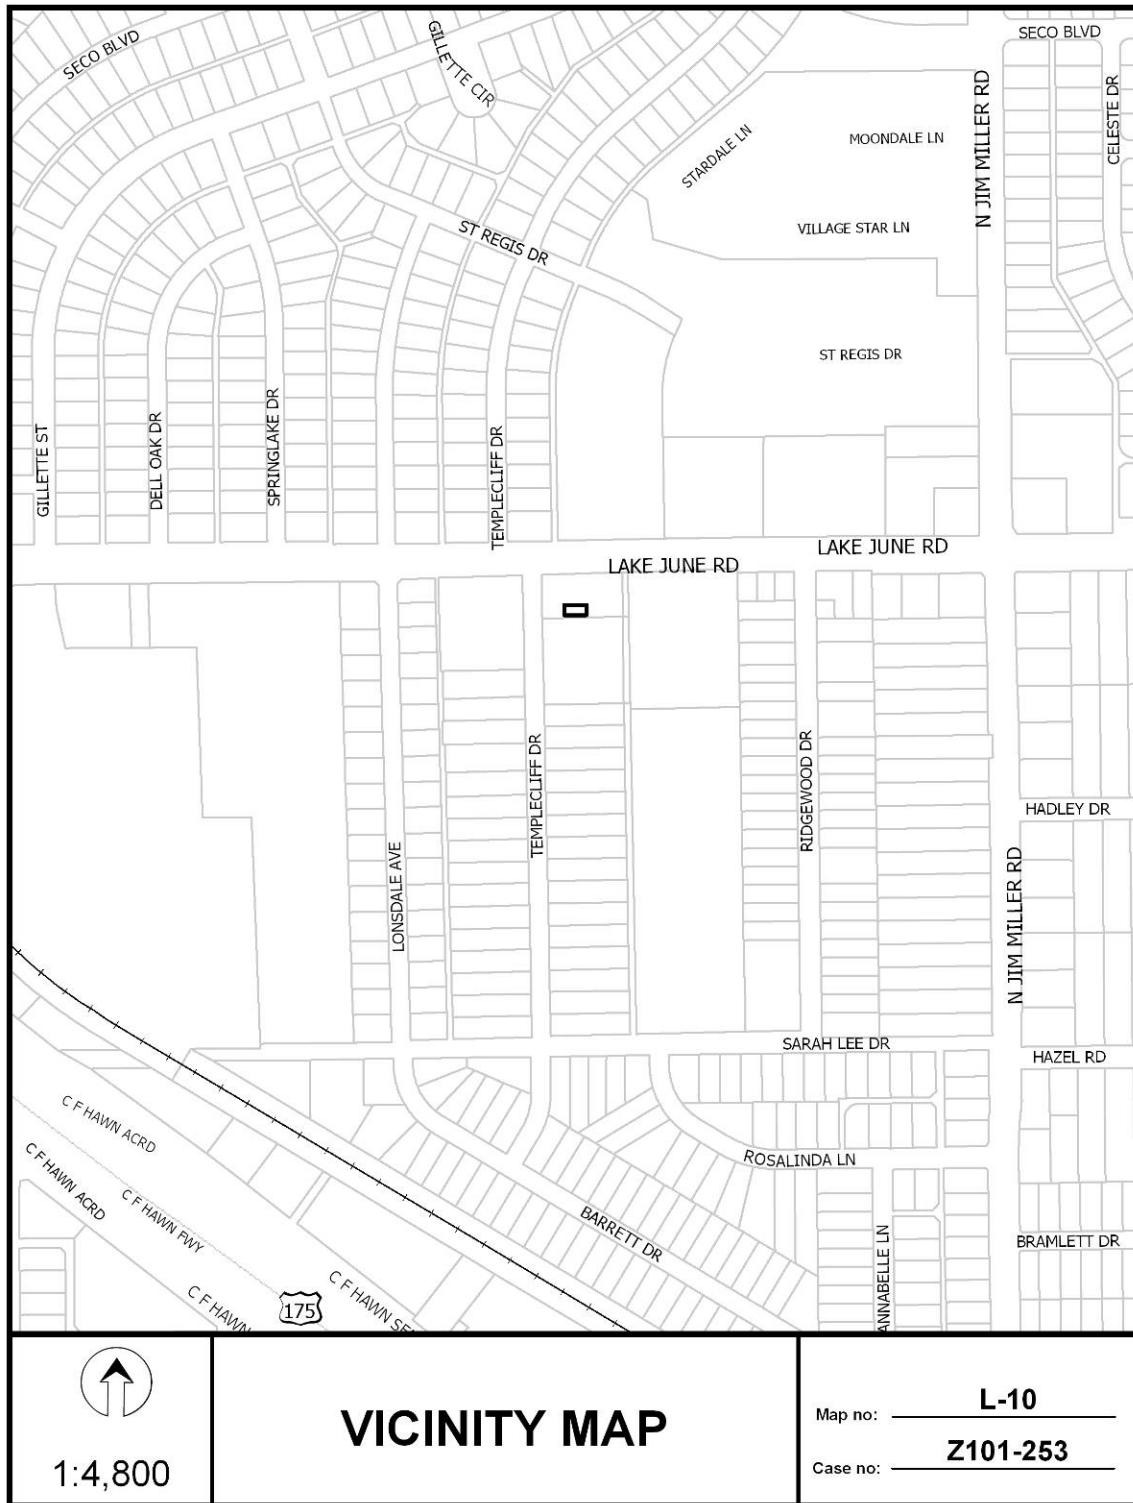 SECO BLVD
GILLETTE CIR
SECO BLVD
N JIM MILLER RD
CELESTE DR
STARDALE LN
MOONDALE LN
VILLAGE STAR LN
ST REGIS DR
ST REGIS DR
GILLETTE ST
DELL OAK DR
SPRINGLAKE DR
TEMPLECLIFF DR
LAKE JUNE RD
LAKE JUNE RD
TEMPLECLIFF DR
RIDGEWOOD DR
HADLEY DR
LONSDALE AVE
N JIM MILLER RD
SARAH LEE DR
HAZEL RD
C F HAWN ACRD
C F HAWN ACRD
C F HAWN FWY
C F HAWN
C F HAWN SE
175
ROSALINDA LN
BARRETT DR
ANNABELLE LN
BRAMLETT DR
1:4,800
VICINITY MAP
Map no: L-10
Case no: Z101-253